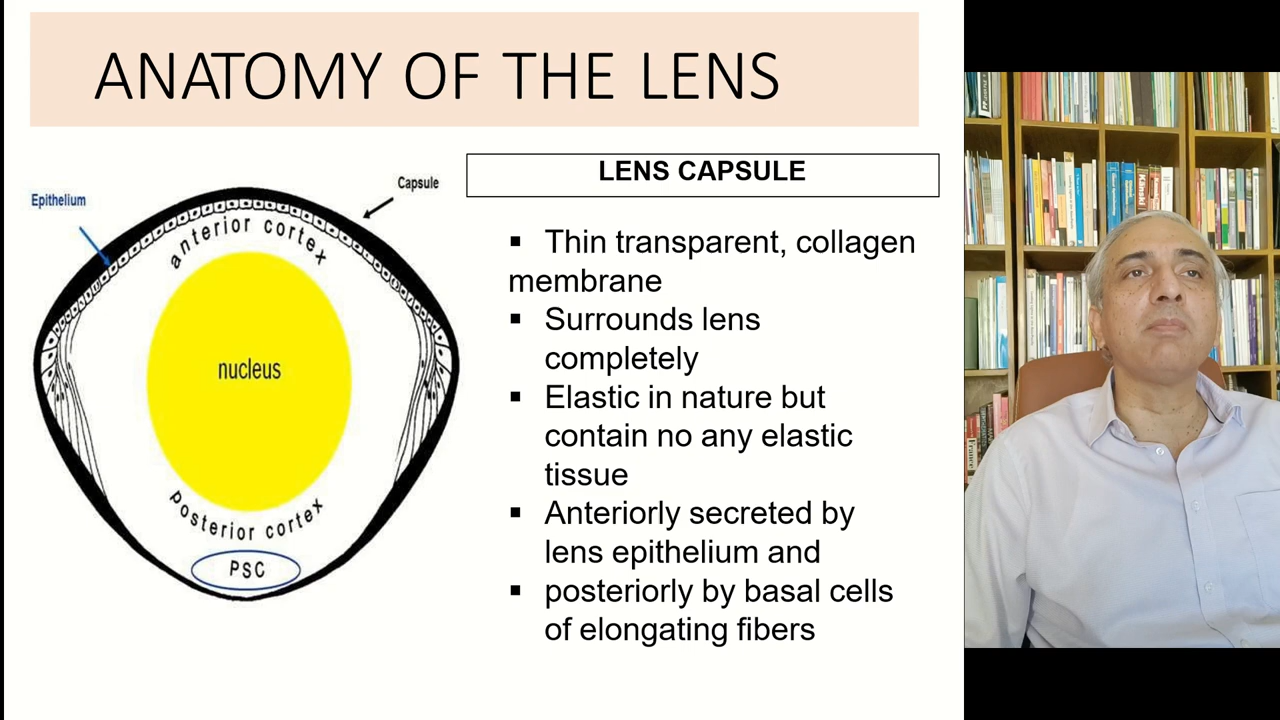 ANATOMY OF THE LENS
LENS CAPSULE
Epithelium
Capsule
anterior cortex
nucleus
posterior cortex
PSC
▪ Thin transparent, collagen
membrane
▪ Surrounds lens
completely
▪ Elastic in nature but
contain no any elastic
tissue
▪ Anteriorly secreted by
lens epithelium and
▪ posteriorly by basal cells
of elongating fibers
Kanski
France